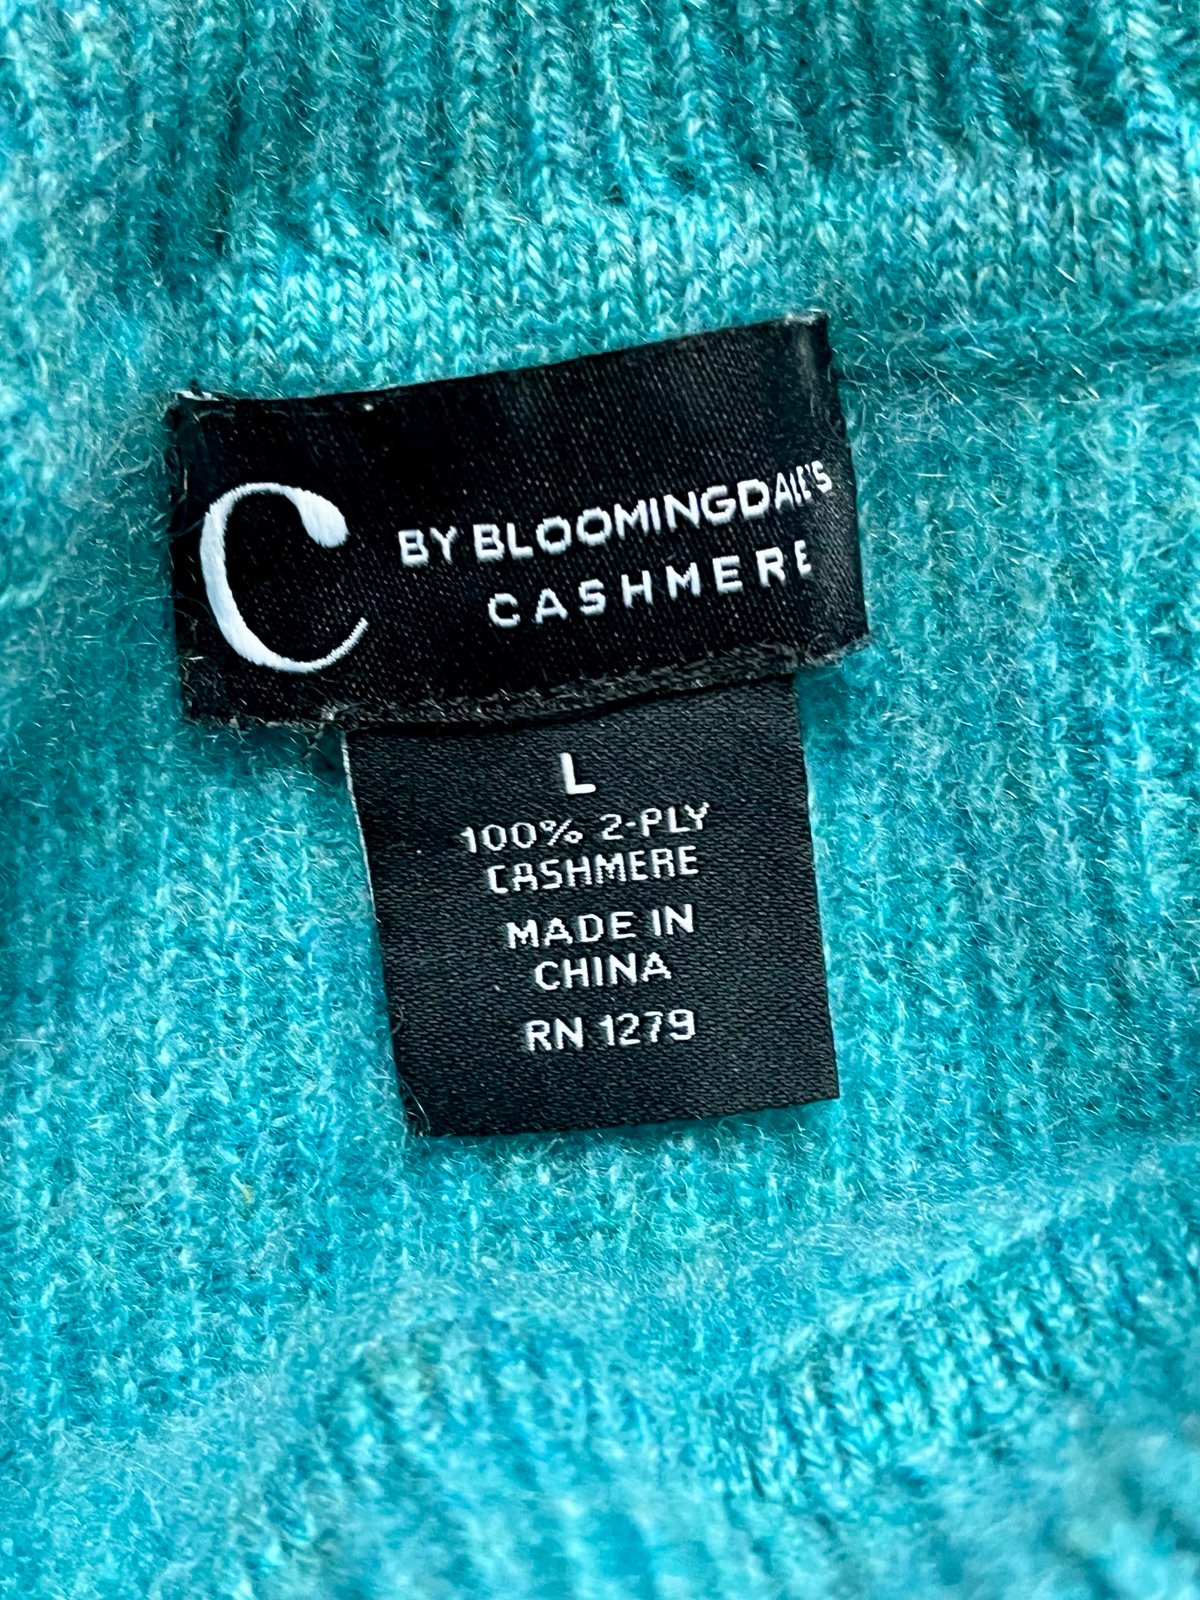 C BY BLOOMINGDALE'S
CASHMERE
L
100% 2-PLY
CASHMERE
MADE IN
CHINA
RN 1279